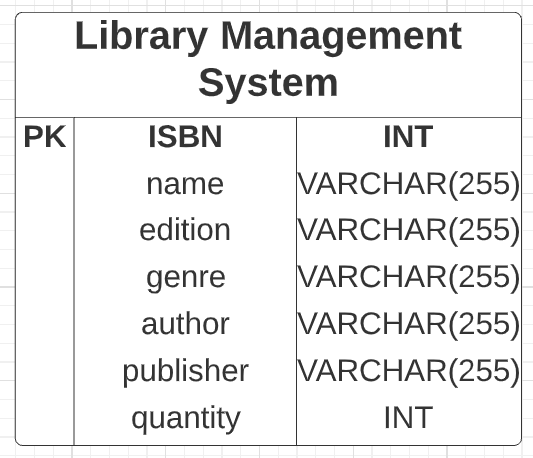 Library Management
System
PK ISBN INT
name VARCHAR(255)
edition VARCHAR(255)
genre VARCHAR(255)
author VARCHAR(255)
publisher VARCHAR(255)
quantity INT